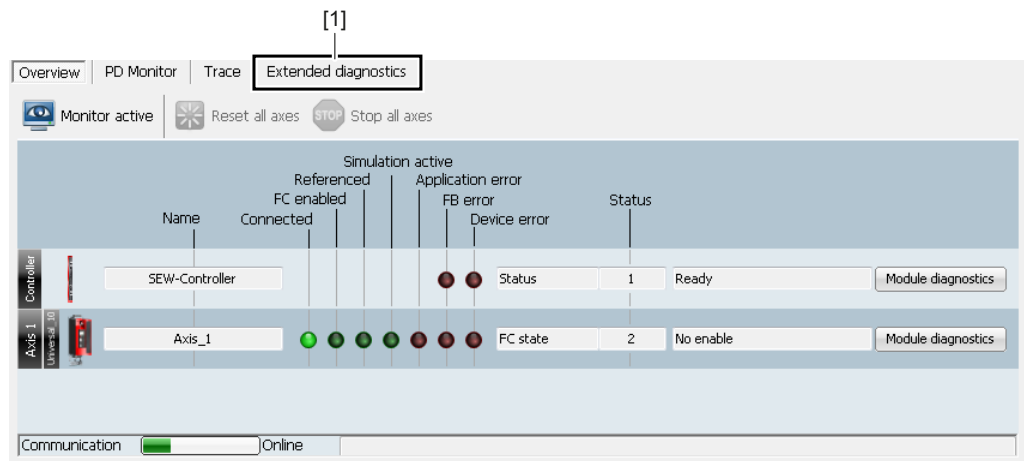 [1]
Overview PD Monitor Trace Extended diagnostics
Monitor active Reset all axes STOP Stop all axes
Simulation active
Referenced Application error
FC enabled FB error Status
Name Connected Device error
Controller SEW-Controller Status 1 Ready Module diagnostics
Axis 1 Universal_10 Axis_1 FC state 2 No enable Module diagnostics
Communication Online